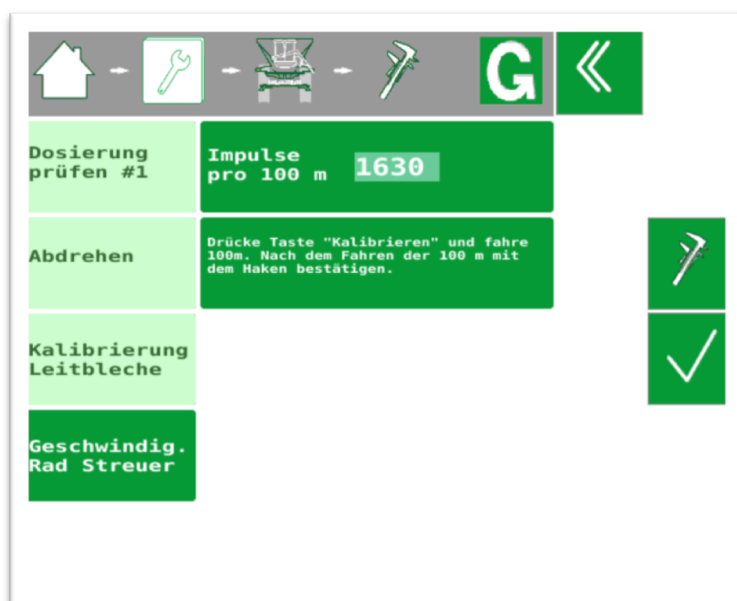 G
Dosierung
prüfen #1
Impulse
pro 100 m
1630
Abdrehen
Drücke Taste "Kalibrieren" und fahre
100m. Nach dem Fahren der 100 m mit
dem Haken bestätigen.
Kalibrierung
Leitbleche
Geschwindig.
Rad Streuer